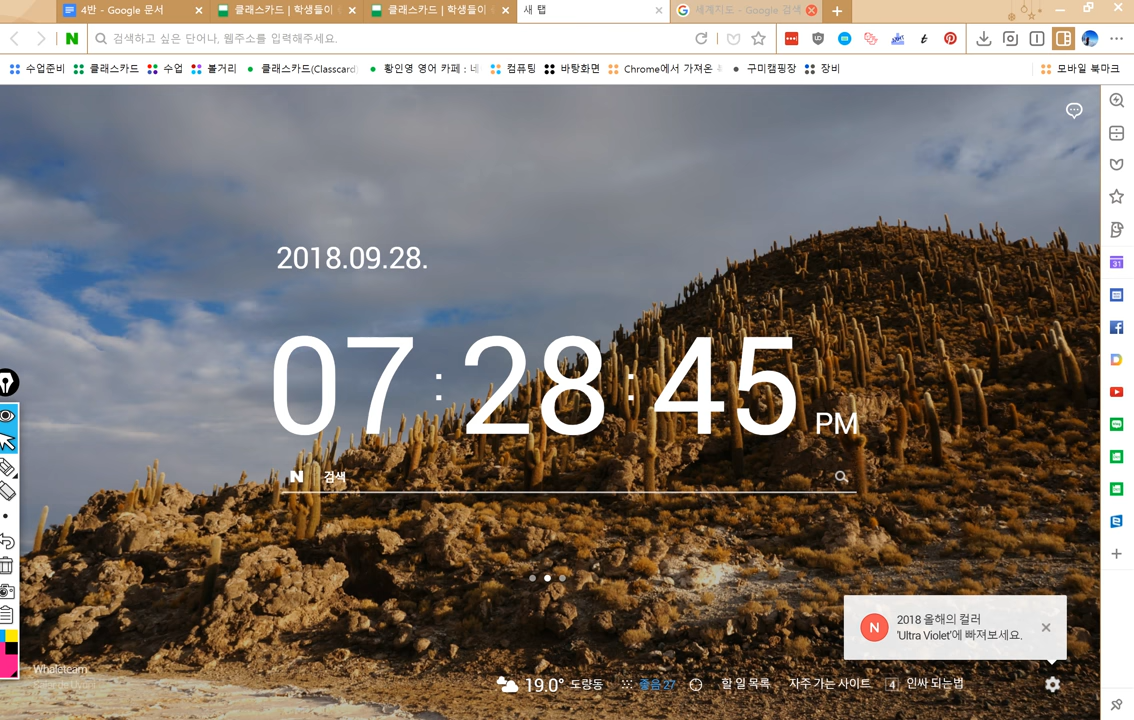 4반 - Google 문서
클래스카드 | 학생들이
클래스카드 | 학생들이
새 탭
세계지도 - Google 검색
검색하고 싶은 단어나, 웹주소를 입력해주세요.
수업준비
클래스카드
수업
볼거리
클래스카드(Classcard
황인영 영어 카페 : 네
컴퓨팅
바탕화면
Chrome에서 가져온
구미캠핑장
장비
모바일 북마크
2018.09.28.
07:28:45 PM
N 검색
2018 올해의 컬러
'Ultra Violet'에 빠져보세요.
Whaleteam
19.0° 도량동
좋음 27
할 일 목록
자주 가는 사이트
4 인싸 되는법
31